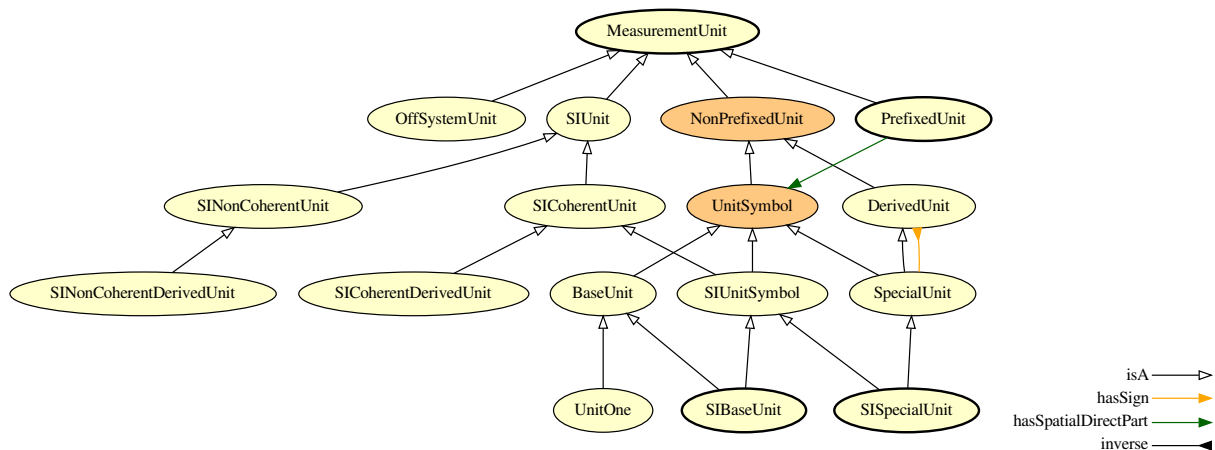 MeasurementUnit
OffSystemUnit
SIUnit
NonPrefixedUnit
PrefixedUnit
SINonCoherentUnit
SICoherentUnit
UnitSymbol
DerivedUnit
SINonCoherentDerivedUnit
SICoherentDerivedUnit
BaseUnit
SIUnitSymbol
SpecialUnit
UnitOne
SIBaseUnit
SISpecialUnit
isA
hasSign
hasSpatialDirectPart
inverse